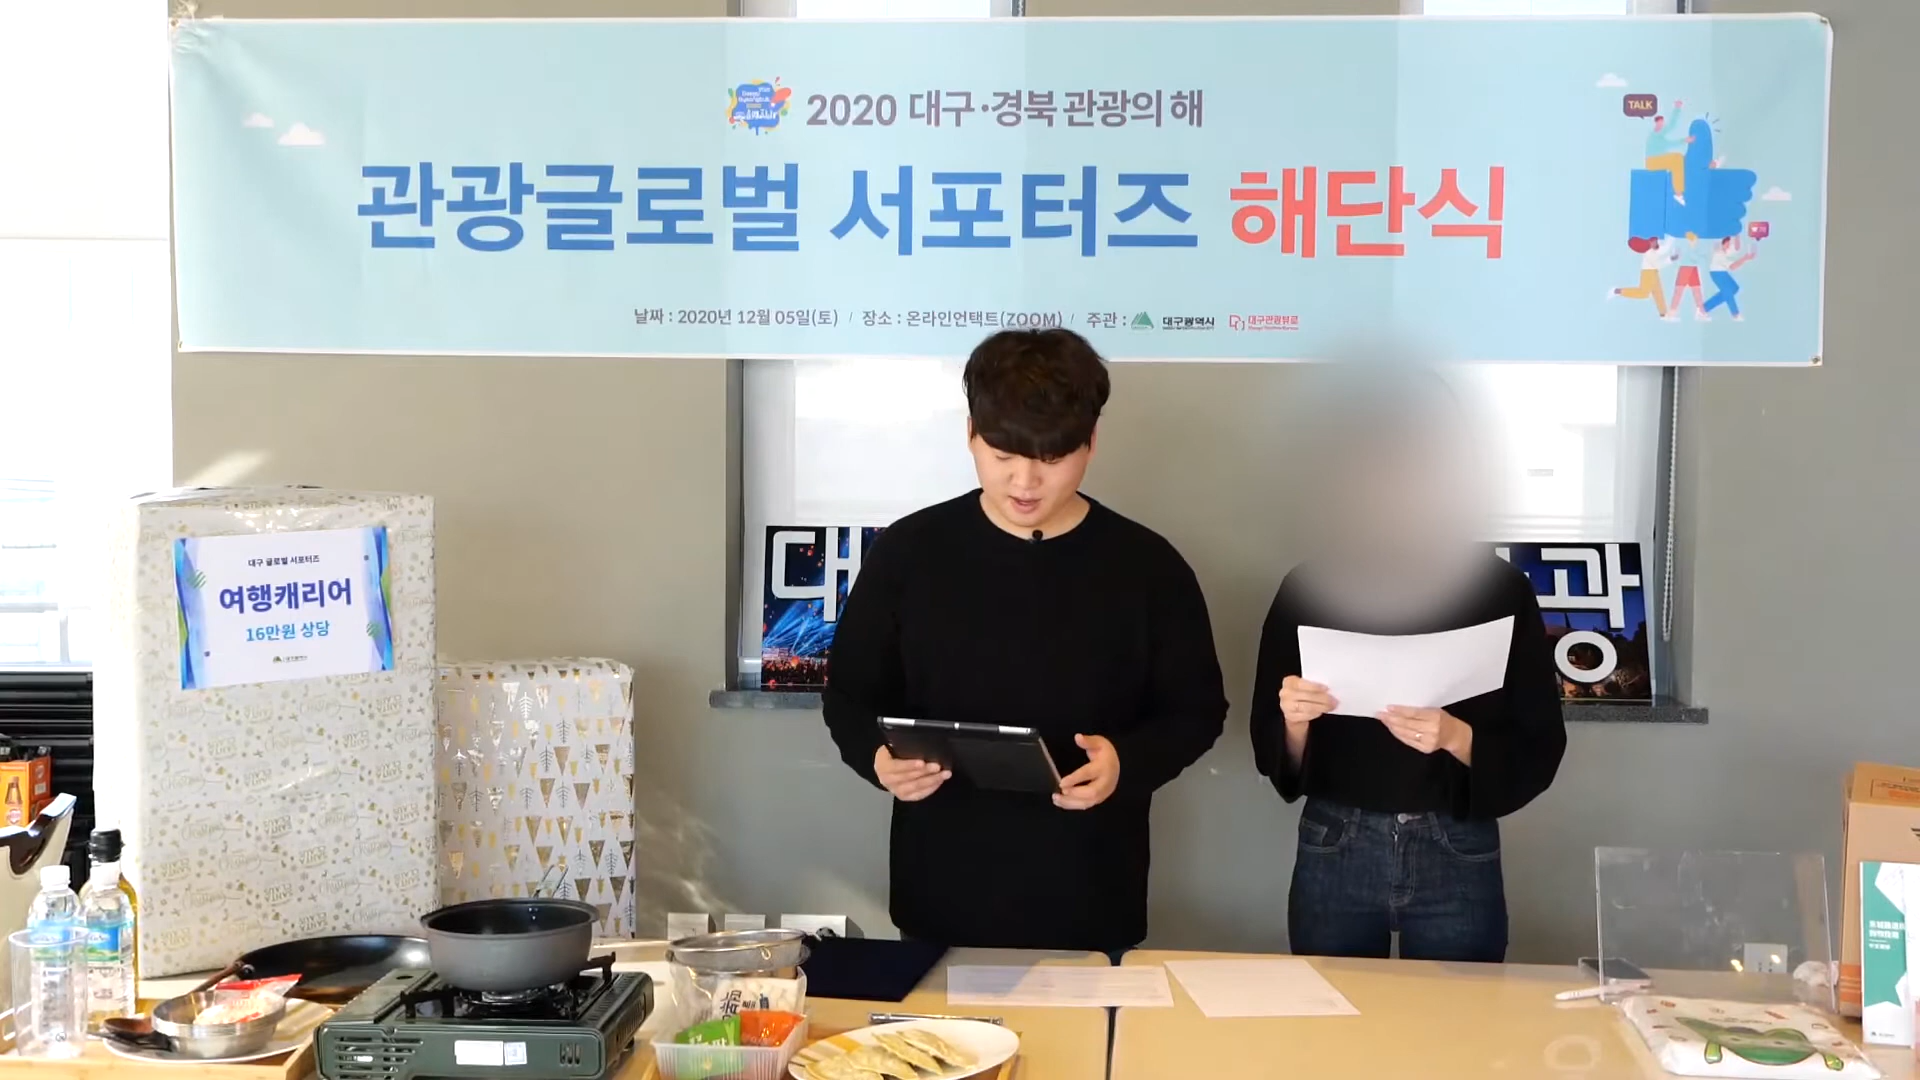 2020 대구·경북 관광의 해
TALK
관광글로벌 서포터즈 해단식
날짜 : 2020년 12월 05일(토) / 장소 : 온라인언택트(ZOOM) / 주관 : 대구광역시 대구관광뷰로
대구 글로벌 서포터즈
여행캐리어
16만원 상당
대
광